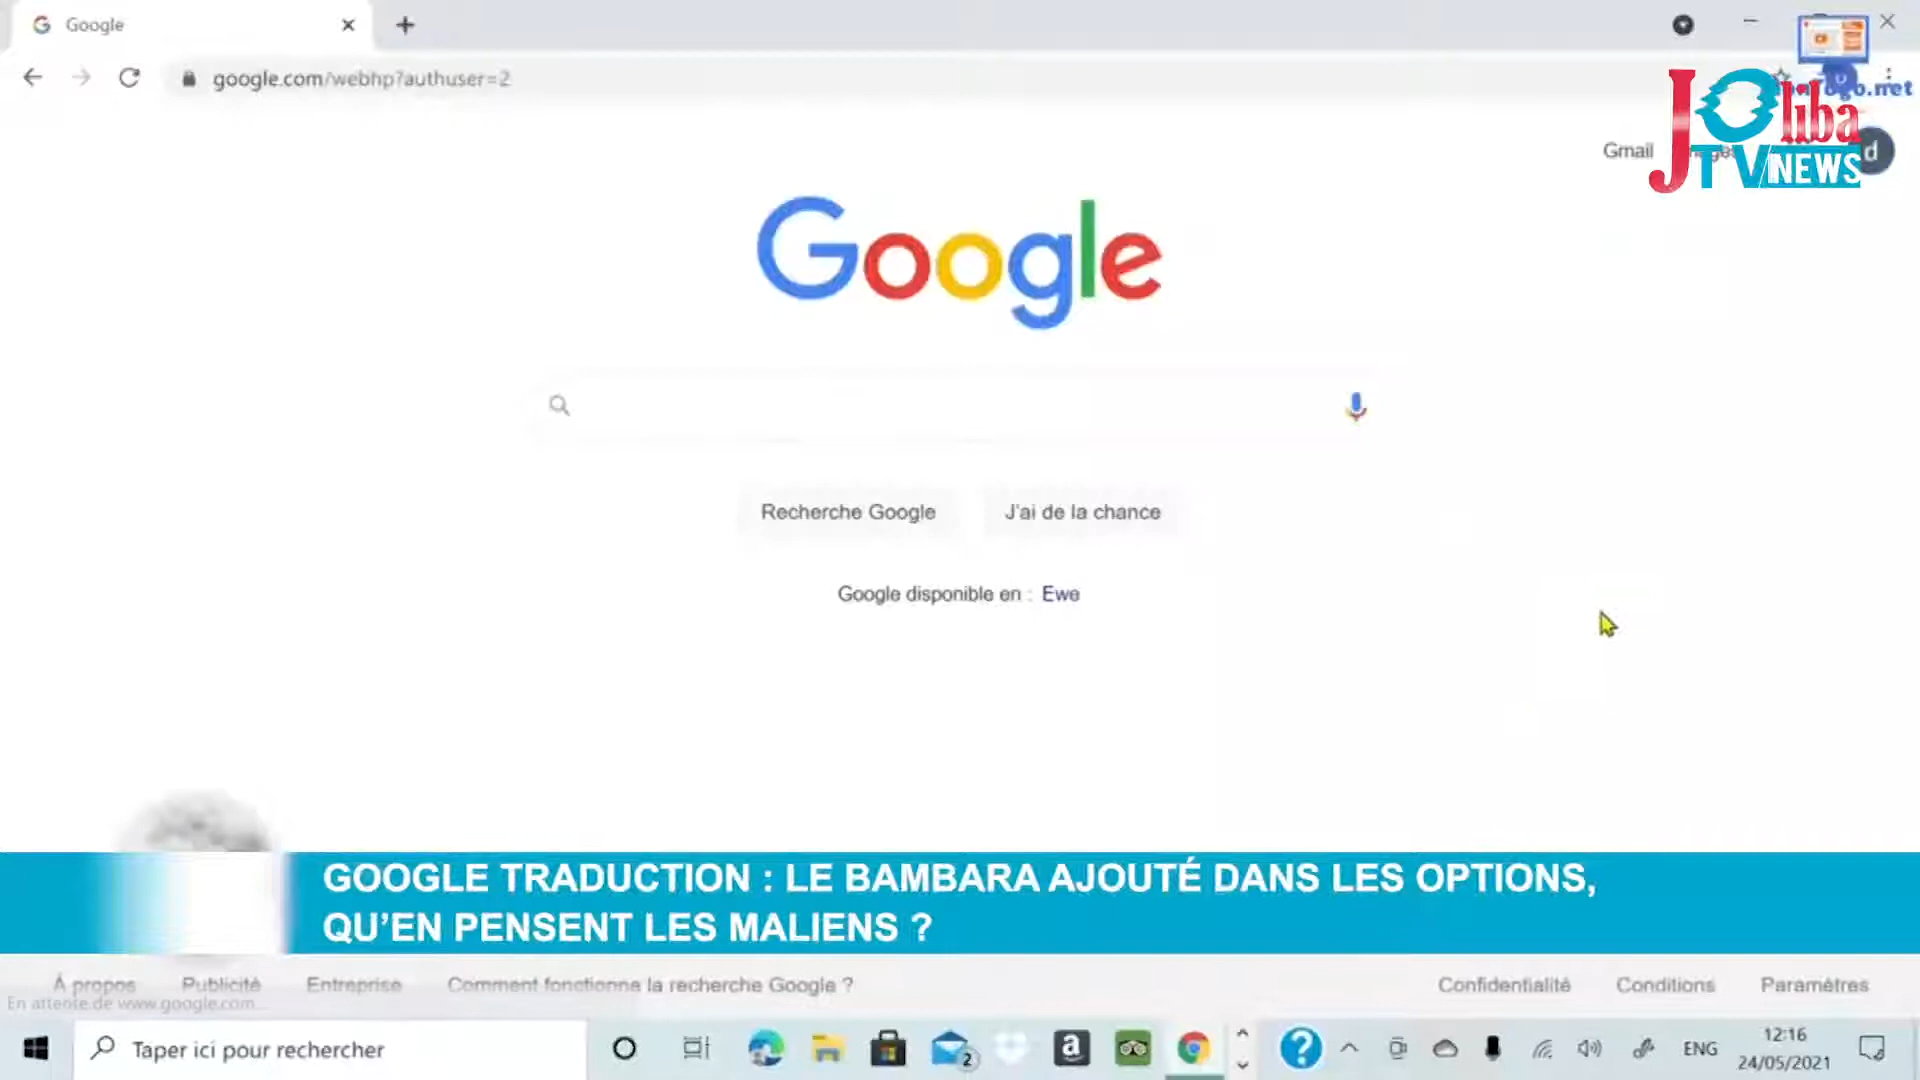 Google
google.com/webhp?authuser=2
Gmail
JOliba
TV NEWS
d
Google
Recherche Google
J'ai de la chance
Google disponible en : Ewe
GOOGLE TRADUCTION : LE BAMBARA AJOUTÉ DANS LES OPTIONS,
QU'EN PENSENT LES MALIENS ?
À propos
Publicité
Entreprise
Comment fonctionne la recherche Google ?
Confidentialité
Conditions
Paramètres
En attente de www.google.com...
Taper ici pour rechercher
2
ENG
12:16
24/05/2021